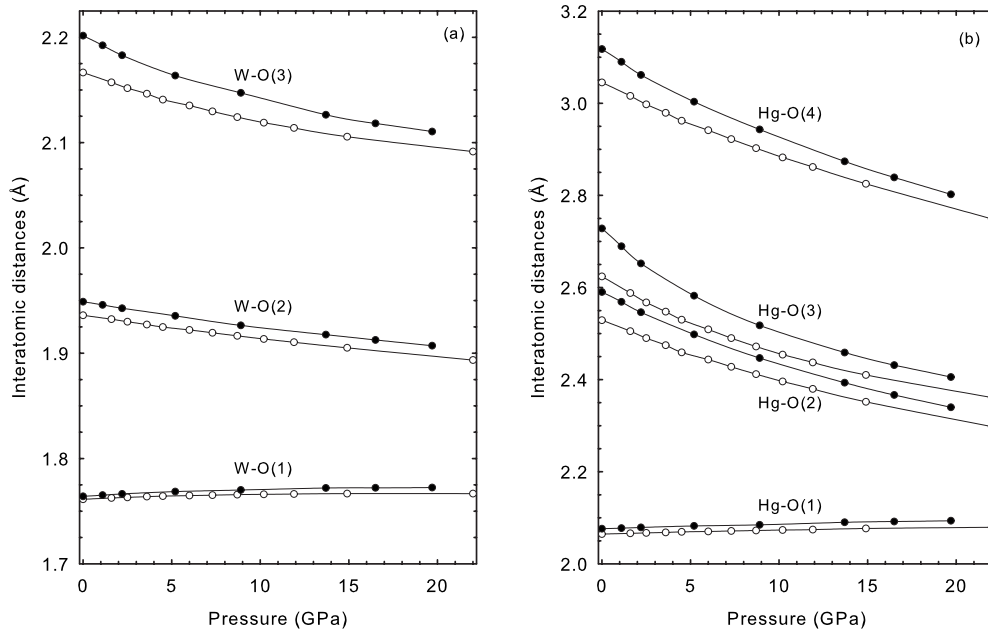 (a)
2.2
2.1
2.0
1.9
1.8
1.7
Interatomic distances (Å)
W-O(3)
W-O(2)
W-O(1)
0
5
10
15
20
Pressure (GPa)
(b)
3.2
3.0
2.8
2.6
2.4
2.2
2.0
Interatomic distances (Å)
Hg-O(4)
Hg-O(3)
Hg-O(2)
Hg-O(1)
0
5
10
15
20
Pressure (GPa)